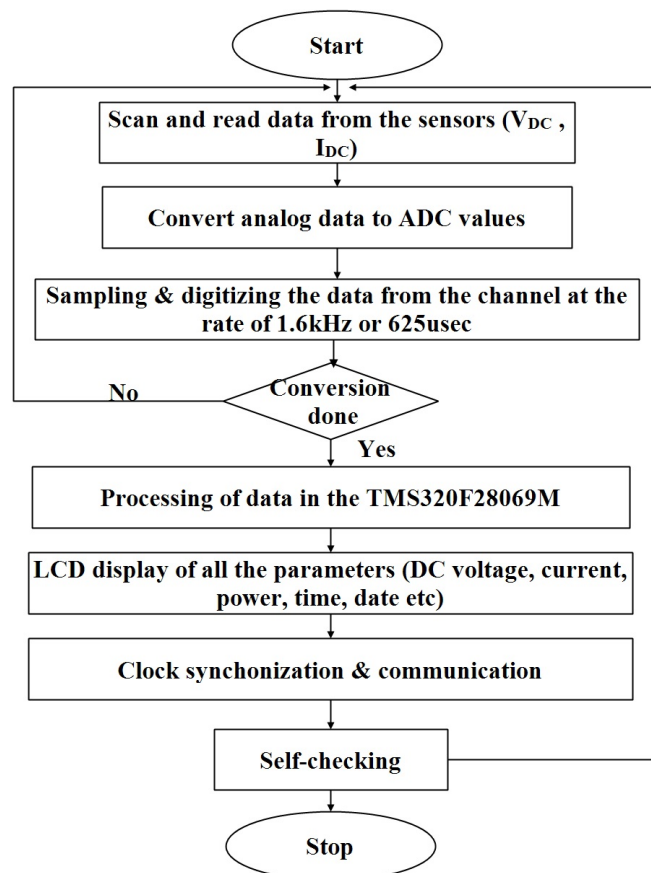 Start
Scan and read data from the sensors (VDC ,
IDC)
Convert analog data to ADC values
Sampling & digitizing the data from the channel at the
rate of 1.6kHz or 625usec
Conversion
done
No
Yes
Processing of data in the TMS320F28069M
LCD display of all the parameters (DC voltage, current,
power, time, date etc)
Clock synchonization & communication
Self-checking
Stop